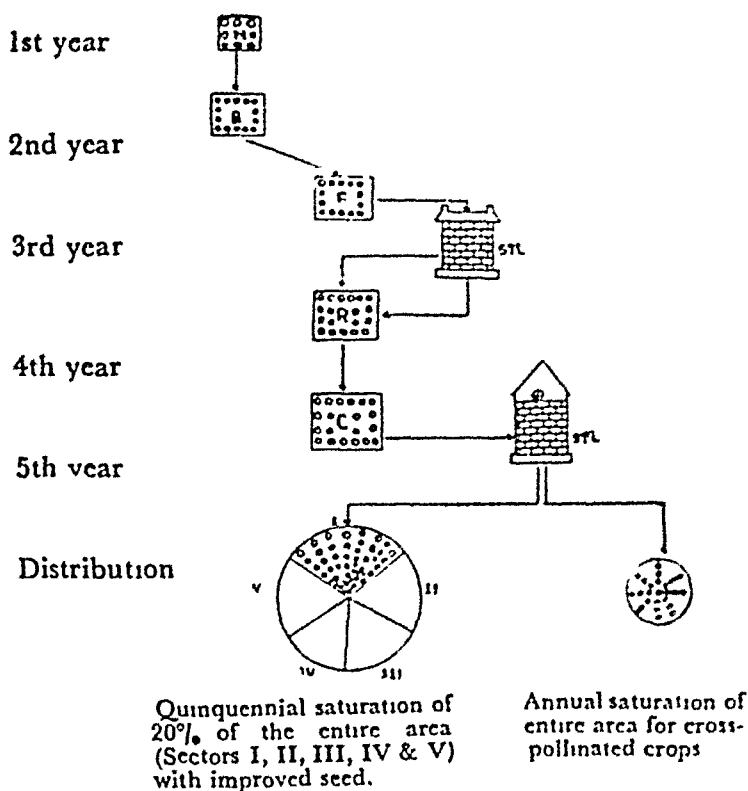 1st year
N
B
2nd year
F
3rd year
STL
R
4th year
C
5th year
STL
Distribution
I
V
II
IV
III
Quinquennial saturation of
20% of the entire area
(Sectors I, II, III, IV & V)
with improved seed.
Annual saturation of
entire area for cross-
pollinated crops